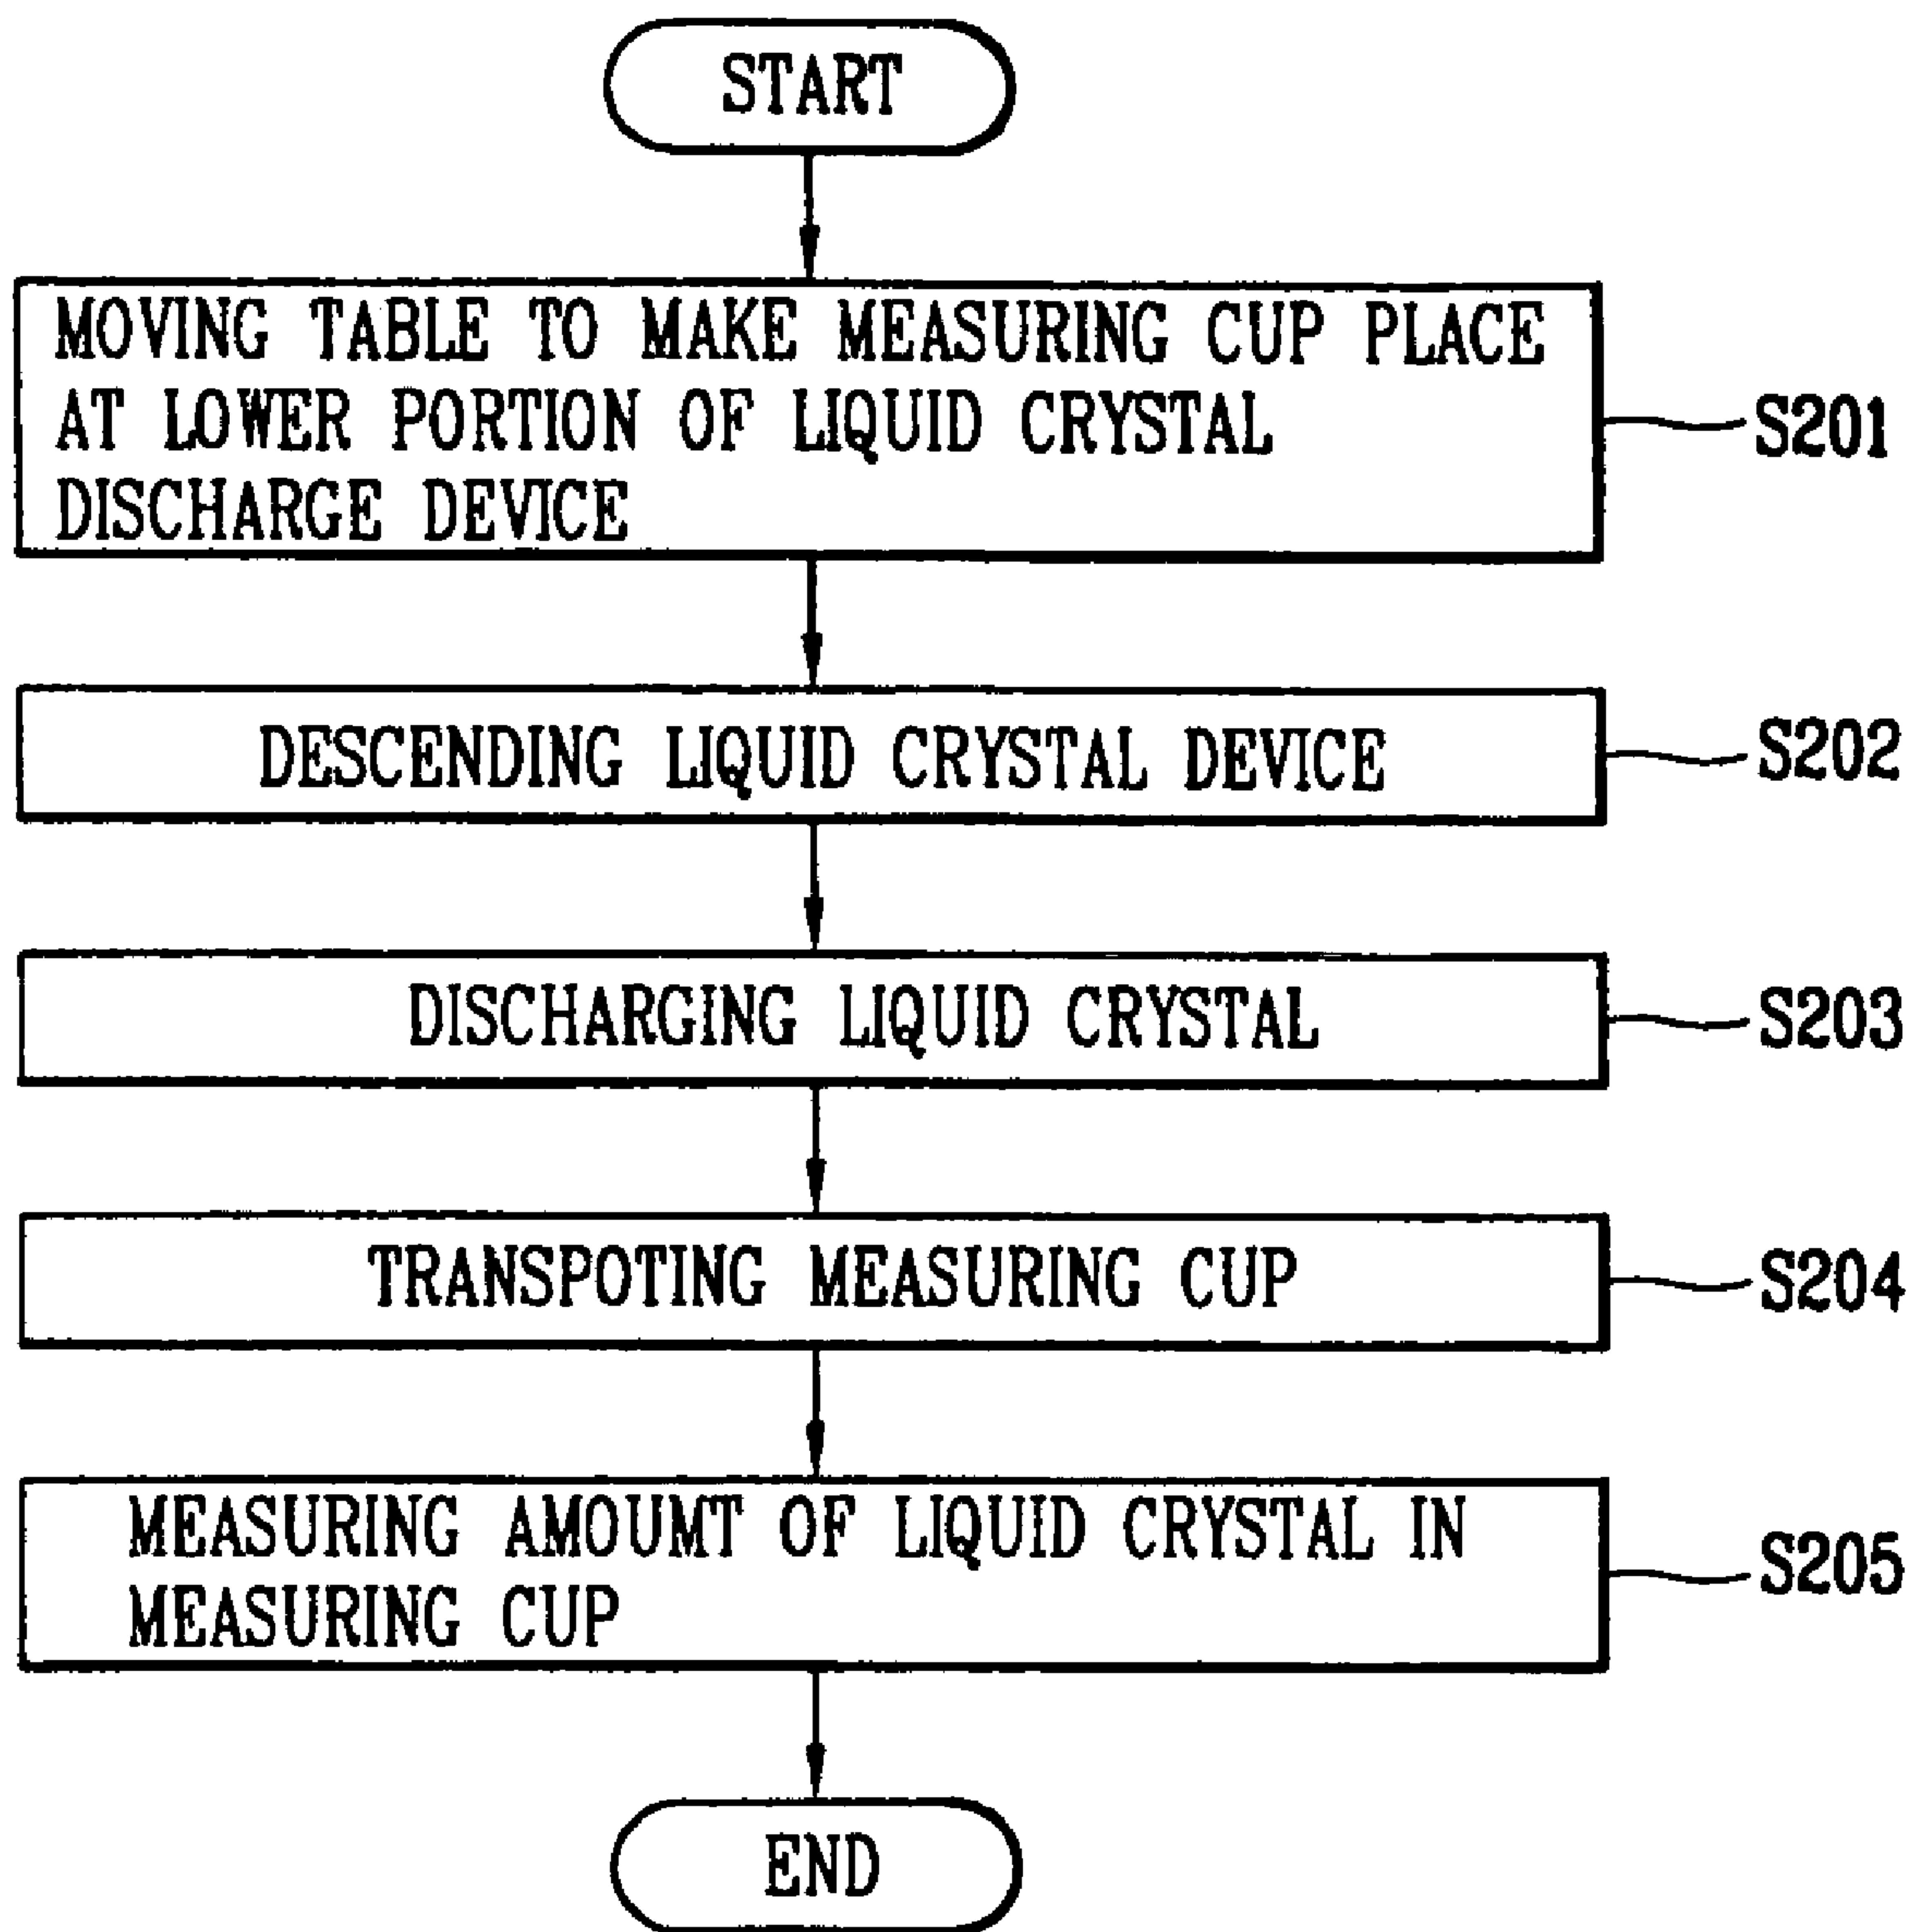 START
MOVING TABLE TO MAKE MEASURING CUP PLACE
AT LOWER PORTION OF LIQUID CRYSTAL
DISCHARGE DEVICE
S201
DESCENDING LIQUID CRYSTAL DEVICE
S202
DISCHARGING LIQUID CRYSTAL
S203
TRANSPOTING MEASURING CUP
S204
MEASURING AMOUMT OF LIQUID CRYSTAL IN
MEASURING CUP
S205
END